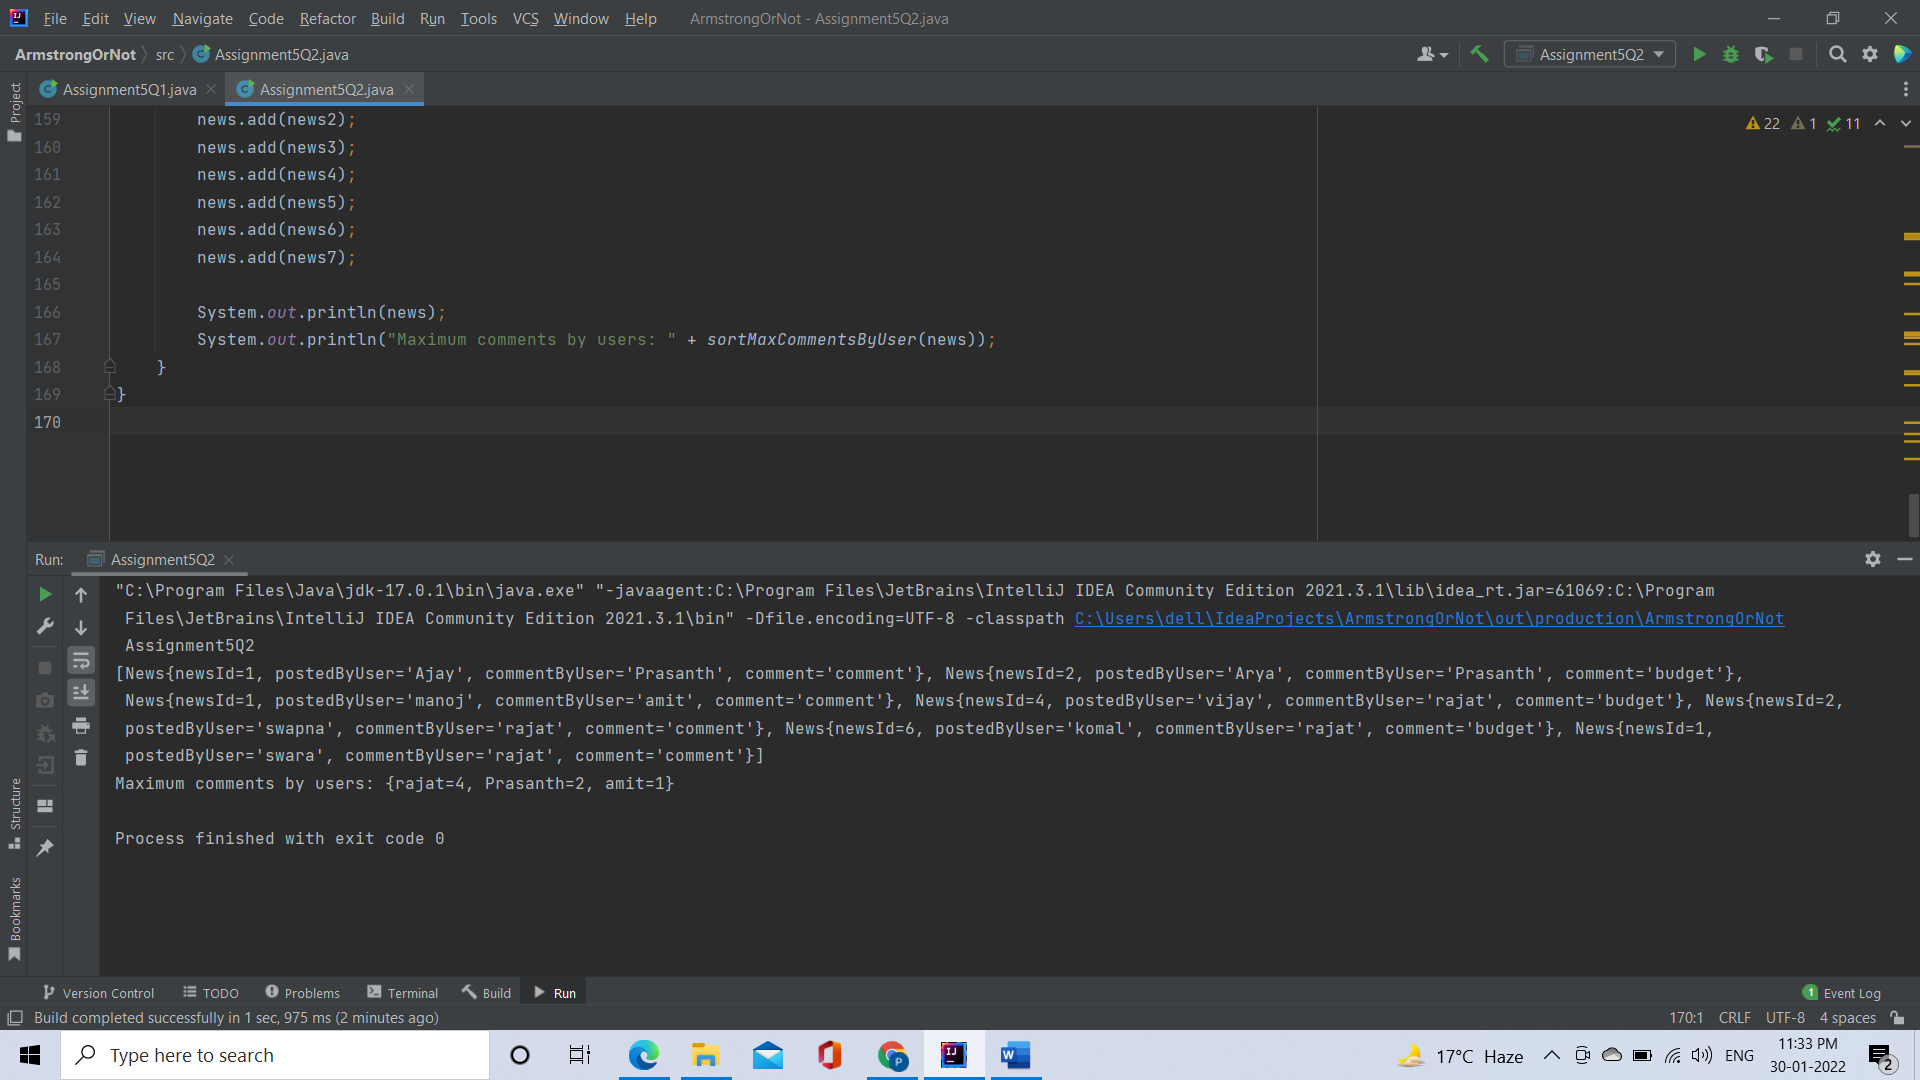 File Edit View Navigate Code Refactor Build Run Tools VCS Window Help ArmstrongOrNot - Assignment5Q2.java
ArmstrongOrNot src Assignment5Q2.java Assignment5Q2
Project
Assignment5Q1.java Assignment5Q2.java
22 1 11
159 news.add(news2);
160 news.add(news3);
161 news.add(news4);
162 news.add(news5);
163 news.add(news6);
164 news.add(news7);
165
166 System.out.println(news);
167 System.out.println("Maximum comments by users: " + sortMaxCommentsByUser(news));
168 }
169 }
170
Run: Assignment5Q2
"C:\Program Files\Java\jdk-17.0.1\bin\java.exe" "-javaagent:C:\Program Files\JetBrains\IntelliJ IDEA Community Edition 2021.3.1\lib\idea_rt.jar=61069:C:\Program
Files\JetBrains\IntelliJ IDEA Community Edition 2021.3.1\bin" -Dfile.encoding=UTF-8 -classpath C:\Users\dell\IdeaProjects\ArmstrongOrNot\out\production\ArmstrongOrNot
Assignment5Q2
[News{newsId=1, postedByUser='Ajay', commentByUser='Prasanth', comment='comment'}, News{newsId=2, postedByUser='Arya', commentByUser='Prasanth', comment='budget'},
News{newsId=1, postedByUser='manoj', commentByUser='amit', comment='comment'}, News{newsId=4, postedByUser='vijay', commentByUser='rajat', comment='budget'}, News{newsId=2,
postedByUser='swapna', commentByUser='rajat', comment='comment'}, News{newsId=6, postedByUser='komal', commentByUser='rajat', comment='budget'}, News{newsId=1,
postedByUser='swara', commentByUser='rajat', comment='comment'}]
Maximum comments by users: {rajat=4, Prasanth=2, amit=1}
Process finished with exit code 0
Structure
Bookmarks
Version Control TODO Problems Terminal Build Run 1 Event Log
Build completed successfully in 1 sec, 975 ms (2 minutes ago) 170:1 CRLF UTF-8 4 spaces
Type here to search 17°C Haze ENG 11:33 PM
30-01-2022
2